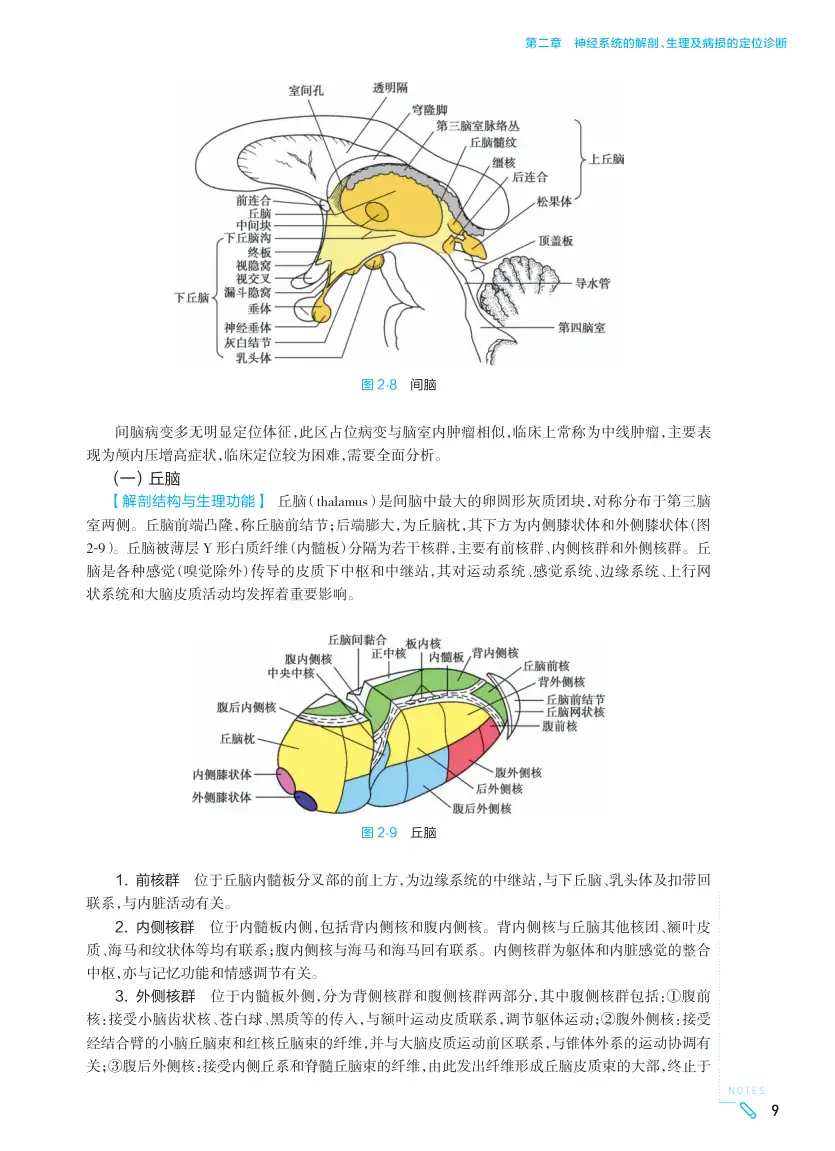 第二章 神经系统的解剖、生理及病损的定位诊断
室间孔
透明隔
穹隆脚
第三脑室脉络丛
丘脑髓纹
缰核
后连合
上丘脑
松果体
前连合
丘脑
中间块
下丘脑沟
终板
视隐窝
视交叉
漏斗隐窝
下丘脑
垂体
神经垂体
灰白结节
乳头体
顶盖板
导水管
第四脑室
图 2-8 间脑
间脑病变多无明显定位体征,此区占位病变与脑室内肿瘤相似,临床上常称为中线肿瘤,主要表
现为颅内压增高症状,临床定位较为困难,需要全面分析。
(一)丘脑
【解剖结构与生理功能】 丘脑(thalamus)是间脑中最大的卵圆形灰质团块,对称分布于第三脑
室两侧。丘脑前端凸隆,称丘脑前结节;后端膨大,为丘脑枕,其下方为内侧膝状体和外侧膝状体(图
2-9)。丘脑被薄层 Y 形白质纤维(内髓板)分隔为若干核群,主要有前核群、内侧核群和外侧核群。丘
脑是各种感觉(嗅觉除外)传导的皮质下中枢和中继站,其对运动系统、感觉系统、边缘系统、上行网
状系统和大脑皮质活动均发挥着重要影响。
丘脑间黏合
板内核
腹内侧核
正中核
内髓板
背内侧核
中央中核
丘脑前核
背外侧核
腹后内侧核
丘脑前结节
丘脑网状核
腹前核
丘脑枕
内侧膝状体
腹外侧核
后外侧核
外侧膝状体
腹后外侧核
图 2-9 丘脑
1. 前核群 位于丘脑内髓板分叉部的前上方,为边缘系统的中继站,与下丘脑、乳头体及扣带回
联系,与内脏活动有关。
2. 内侧核群 位于内髓板内侧,包括背内侧核和腹内侧核。背内侧核与丘脑其他核团、额叶皮
质、海马和纹状体等均有联系;腹内侧核与海马和海马回有联系。内侧核群为躯体和内脏感觉的整合
中枢,亦与记忆功能和情感调节有关。
3. 外侧核群 位于内髓板外侧,分为背侧核群和腹侧核群两部分,其中腹侧核群包括:①腹前
核:接受小脑齿状核、苍白球、黑质等的传入,与额叶运动皮质联系,调节躯体运动;②腹外侧核:接受
经结合臂的小脑丘脑束和红核丘脑束的纤维,并与大脑皮质运动前区联系,与锥体外系的运动协调有
关;③腹后外侧核:接受内侧丘系和脊髓丘脑束的纤维,由此发出纤维形成丘脑皮质束的大部,终止于
NOTES
9